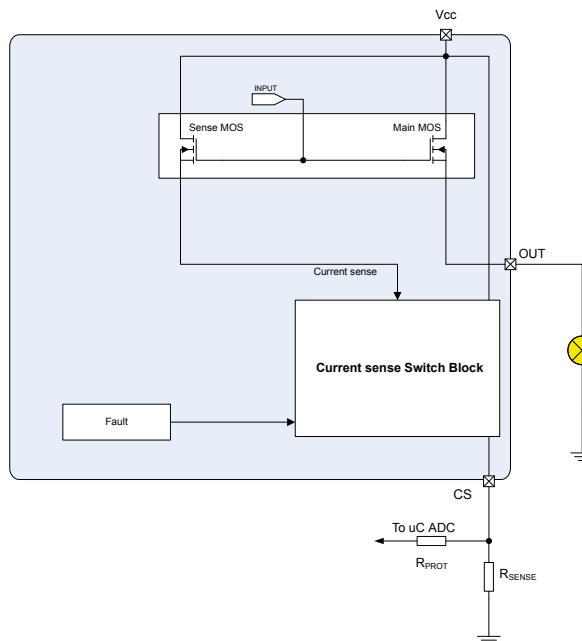 Vcc
INPUT
Sense MOS
Main MOS
OUT
Current sense
Current sense Switch Block
Fault
CS
To uC ADC
RPROT
RSENSE